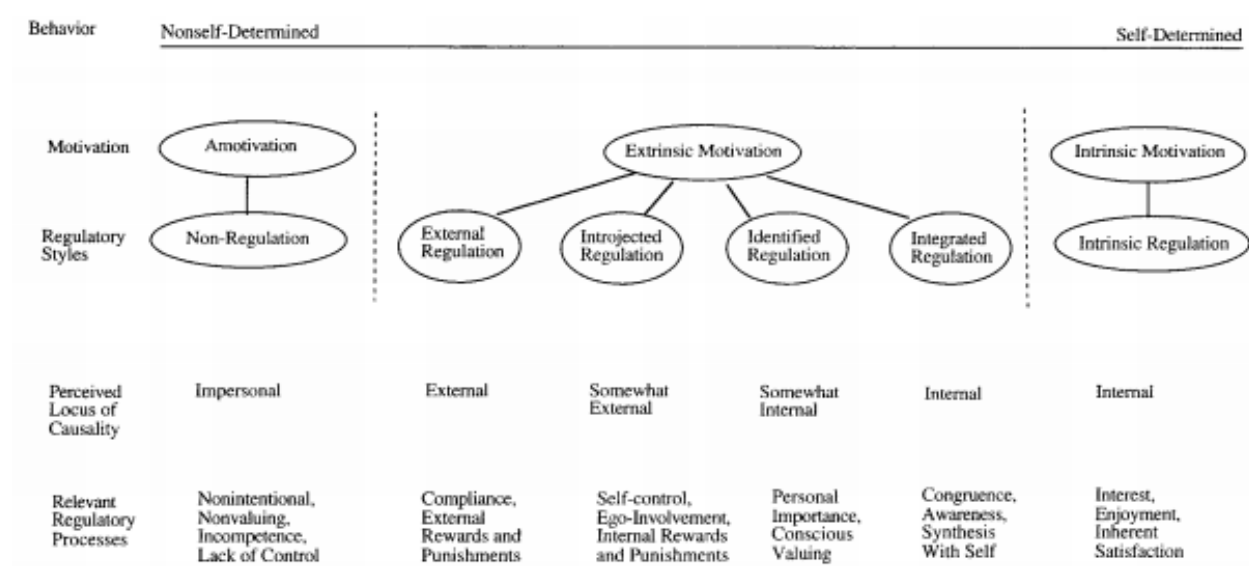 Behavior
Nonself-Determined
Self-Determined
Motivation
Amotivation
Extrinsic Motivation
Intrinsic Motivation
Regulatory
Styles
Non-Regulation
External
Regulation
Introjected
Regulation
Identified
Regulation
Integrated
Regulation
Intrinsic Regulation
Perceived
Locus of
Causality
Impersonal
External
Somewhat
External
Somewhat
Internal
Internal
Internal
Relevant
Regulatory
Processes
Nonintentional,
Nonvaluing,
Incompetence,
Lack of Control
Compliance,
External
Rewards and
Punishments
Self-control,
Ego-Involvement,
Internal Rewards
and Punishments
Personal
Importance,
Conscious
Valuing
Congruence,
Awareness,
Synthesis
With Self
Interest,
Enjoyment,
Inherent
Satisfaction